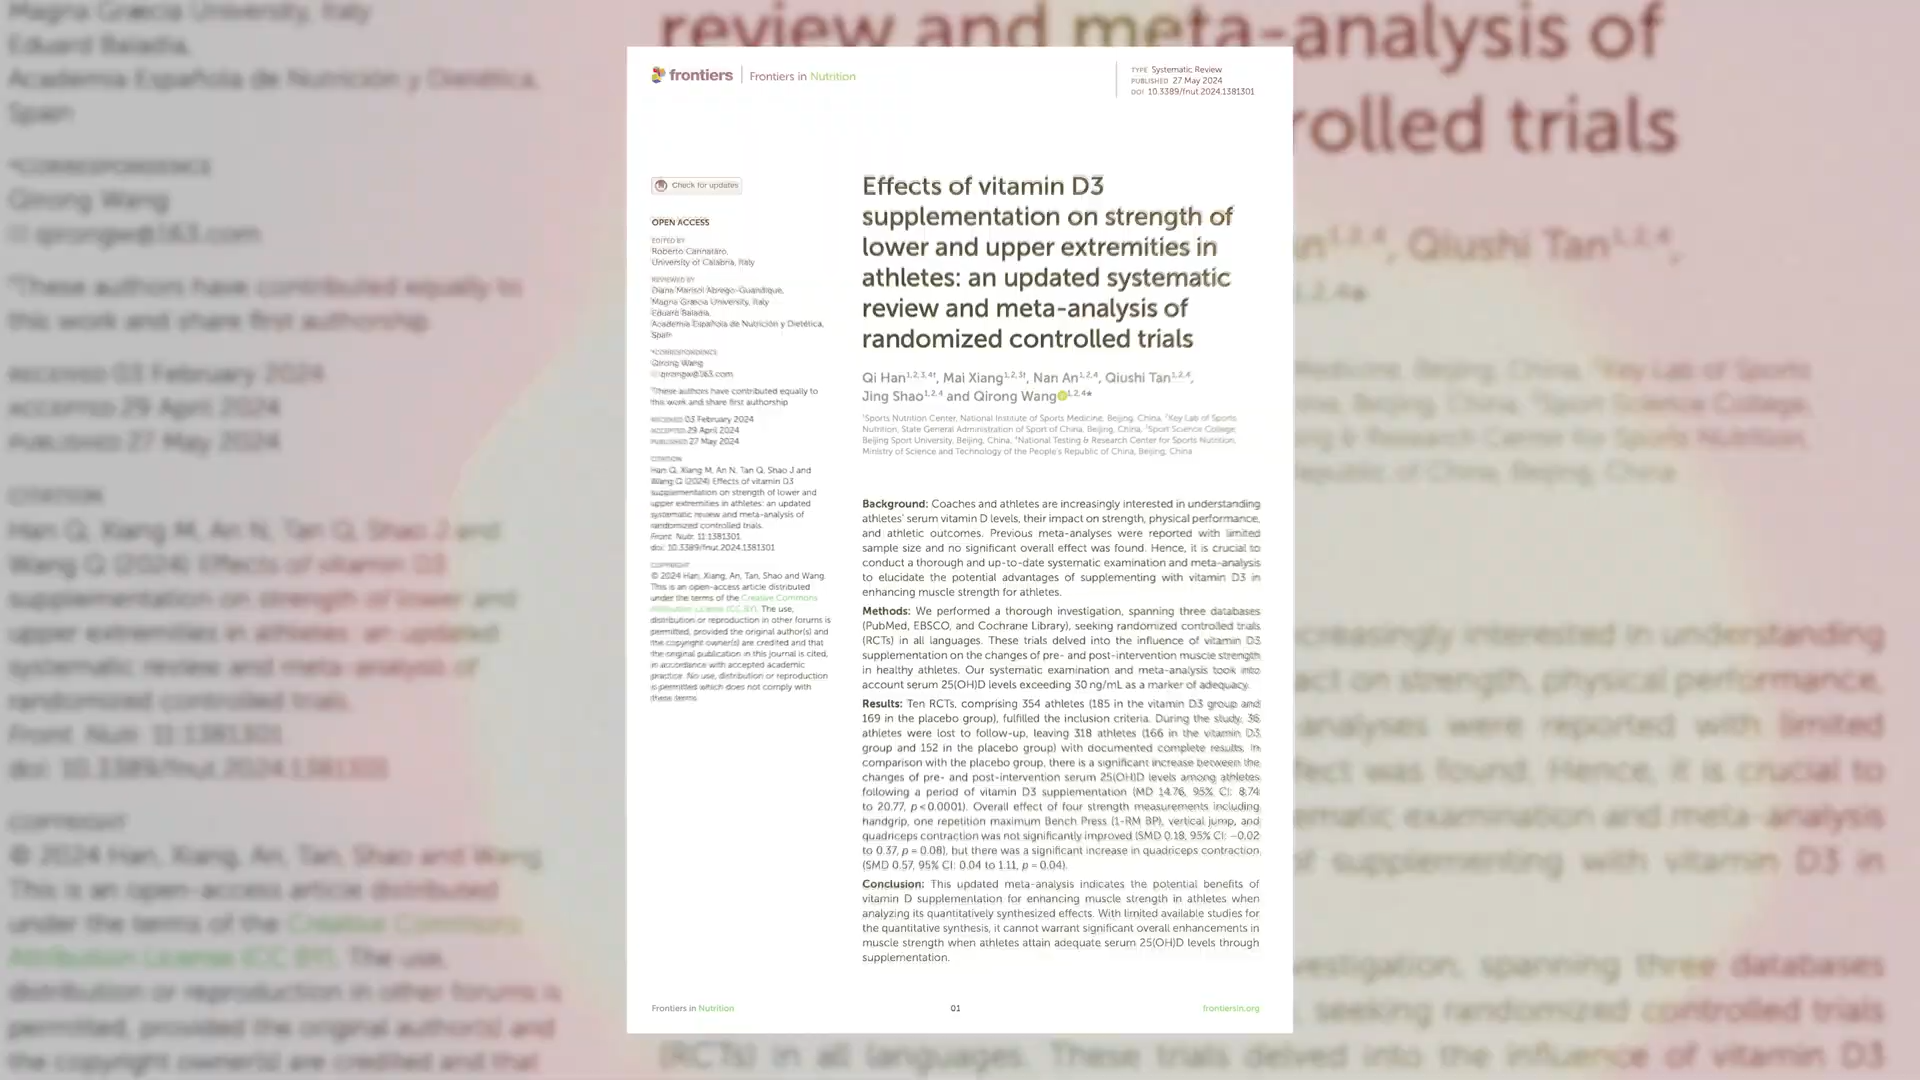 frontiers | Frontiers in Nutrition
TYPE Systematic Review
PUBLISHED 27 May 2024
DOI 10.3389/fnut.2024.1381301
Check for updates
OPEN ACCESS
EDITED BY
Roberto Cannataro,
University of Calabria, Italy
REVIEWED BY
Diana Marisol Abrego-Guandique,
Magna Græcia University, Italy
Eduard Baladia,
Academia Española de Nutrición y Dietética,
Spain
*CORRESPONDENCE
Qirong Wang
qirongw@163.com
†These authors have contributed equally to
this work and share first authorship
RECEIVED 03 February 2024
ACCEPTED 29 April 2024
PUBLISHED 27 May 2024
CITATION
Han Q, Xiang M, An N, Tan Q, Shao J and
Wang Q (2024) Effects of vitamin D3
supplementation on strength of lower and
upper extremities in athletes: an updated
systematic review and meta-analysis of
randomized controlled trials.
Front. Nutr. 11:1381301.
doi: 10.3389/fnut.2024.1381301
COPYRIGHT
© 2024 Han, Xiang, An, Tan, Shao and Wang.
This is an open-access article distributed
under the terms of the Creative Commons
Attribution License (CC BY). The use,
distribution or reproduction in other forums is
permitted, provided the original author(s) and
the copyright owner(s) are credited and that
the original publication in this journal is cited,
in accordance with accepted academic
practice. No use, distribution or reproduction
is permitted which does not comply with
these terms.
Effects of vitamin D3
supplementation on strength of
lower and upper extremities in
athletes: an updated systematic
review and meta-analysis of
randomized controlled trials
Qi Han1,2,3,4†, Mai Xiang1,2,3†, Nan An1,2,4, Qiushi Tan1,2,4,
Jing Shao1,2,4 and Qirong Wang1,2,4*
1Sports Nutrition Center, National Institute of Sports Medicine, Beijing, China, 2Key Lab of Sports
Nutrition, State General Administration of Sport of China, Beijing, China, 3Sport Science College,
Beijing Sport University, Beijing, China, 4National Testing & Research Center for Sports Nutrition,
Ministry of Science and Technology of the People's Republic of China, Beijing, China
Background: Coaches and athletes are increasingly interested in understanding
athletes' serum vitamin D levels, their impact on strength, physical performance,
and athletic outcomes. Previous meta-analyses were reported with limited
sample size and no significant overall effect was found. Hence, it is crucial to
conduct a thorough and up-to-date systematic examination and meta-analysis
to elucidate the potential advantages of supplementing with vitamin D3 in
enhancing muscle strength for athletes.
Methods: We performed a thorough investigation, spanning three databases
(PubMed, EBSCO, and Cochrane Library), seeking randomized controlled trials
(RCTs) in all languages. These trials delved into the influence of vitamin D3
supplementation on the changes of pre- and post-intervention muscle strength
in healthy athletes. Our systematic examination and meta-analysis took into
account serum 25(OH)D levels exceeding 30 ng/mL as a marker of adequacy.
Results: Ten RCTs, comprising 354 athletes (185 in the vitamin D3 group and
169 in the placebo group), fulfilled the inclusion criteria. During the study, 36
athletes were lost to follow-up, leaving 318 athletes (166 in the vitamin D3
group and 152 in the placebo group) with documented complete results. In
comparison with the placebo group, there is a significant increase between the
changes of pre- and post-intervention serum 25(OH)D levels among athletes
following a period of vitamin D3 supplementation (MD 14.76, 95% CI: 8.74
to 20.77, p < 0.0001). Overall effect of four strength measurements including
handgrip, one repetition maximum Bench Press (1-RM BP), vertical jump, and
quadriceps contraction was not significantly improved (SMD 0.18, 95% CI: −0.02
to 0.37, p = 0.08), but there was a significant increase in quadriceps contraction
(SMD 0.57, 95% CI: 0.04 to 1.11, p = 0.04).
Conclusion: This updated meta-analysis indicates the potential benefits of
vitamin D supplementation for enhancing muscle strength in athletes when
analyzing its quantitatively synthesized effects. With limited available studies for
the quantitative synthesis, it cannot warrant significant overall enhancements in
muscle strength when athletes attain adequate serum 25(OH)D levels through
supplementation.
Frontiers in Nutrition
01
frontiersin.org